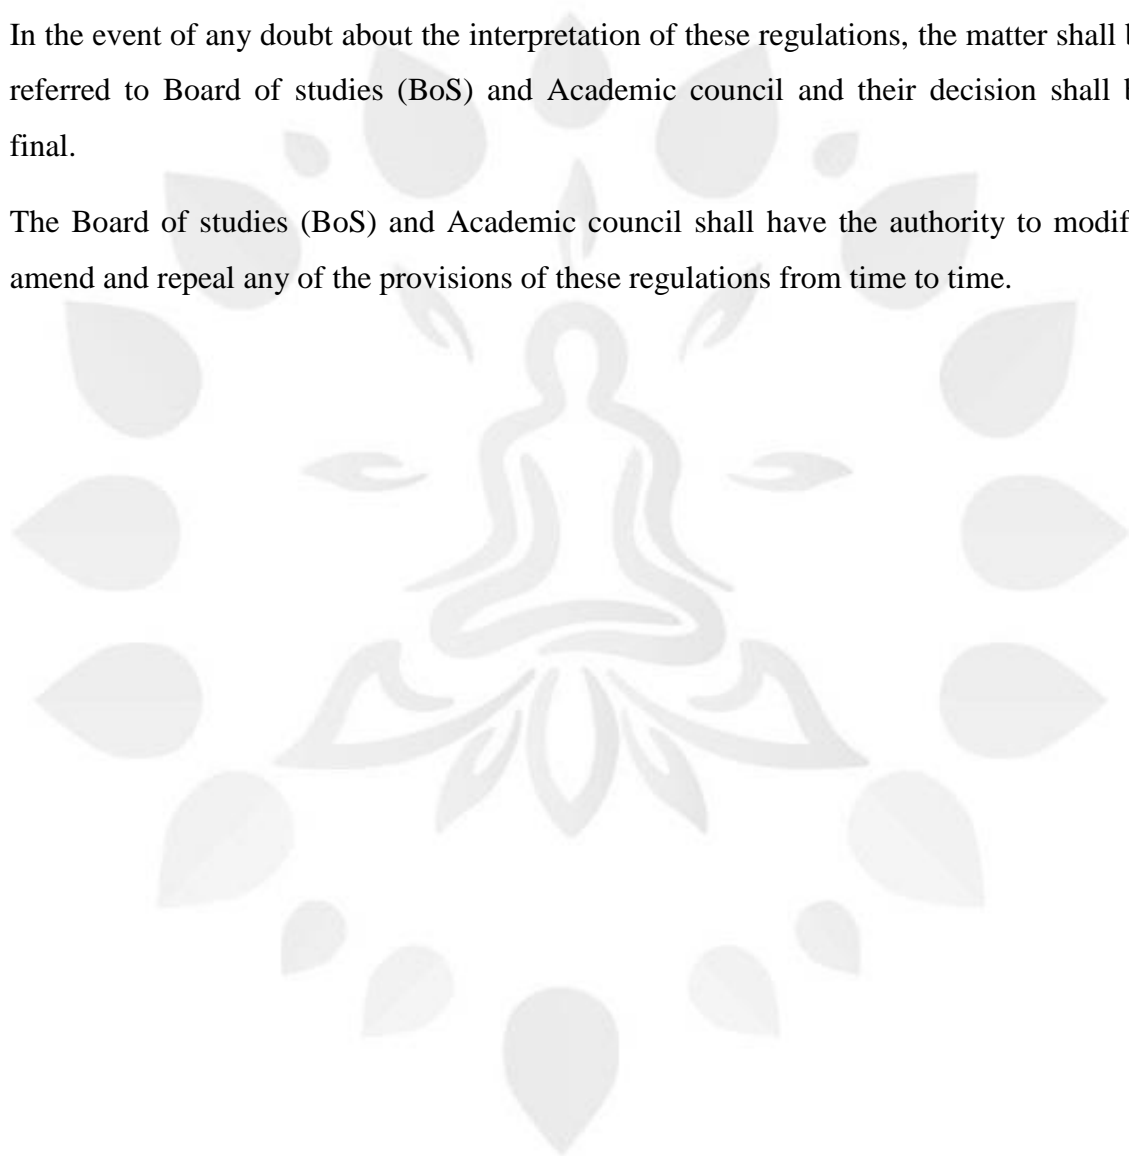 In the event of any doubt about the interpretation of these regulations, the matter shall b
referred to Board of studies (BoS) and Academic council and their decision shall b
final.
The Board of studies (BoS) and Academic council shall have the authority to modif
amend and repeal any of the provisions of these regulations from time to time.